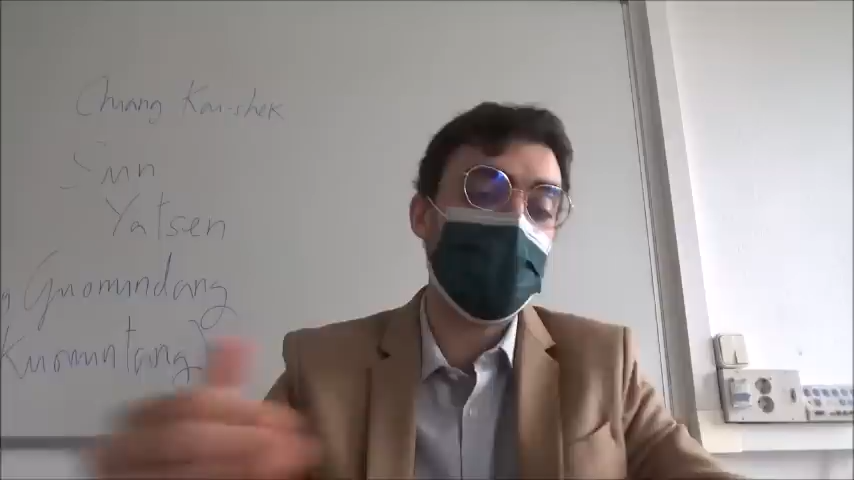 Chiang Kai-shek
Sun
Yatsen
Guomindang
Kuomintang